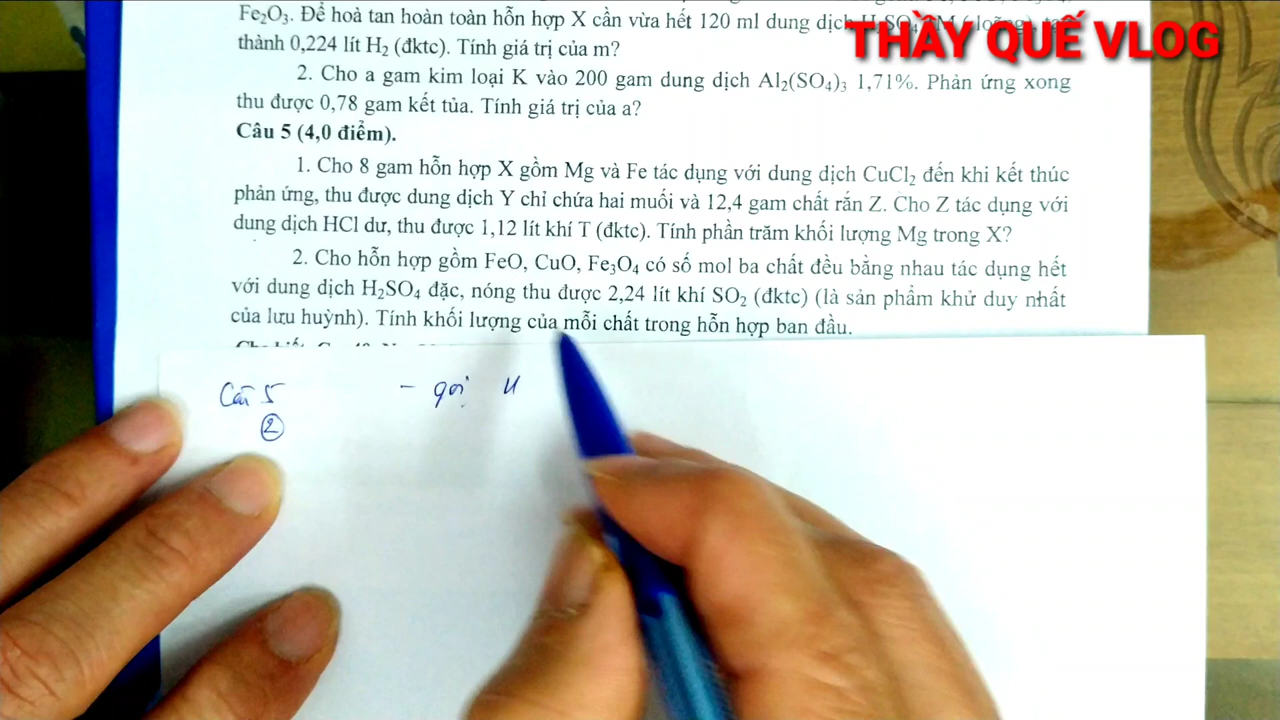 Fe₂O₃. Để hoà tan hoàn toàn hỗn hợp X cần vừa hết 120 ml dung dịch H₂SO₄
THẦY QUẾ VLOG
thành 0,224 lít H₂ (đktc). Tính giá trị của m?
2. Cho a gam kim loại K vào 200 gam dung dịch Al₂(SO₄)₃ 1,71%. Phản ứng xong
thu được 0,78 gam kết tủa. Tính giá trị của a?
Câu 5 (4,0 điểm).
1. Cho 8 gam hỗn hợp X gồm Mg và Fe tác dụng với dung dịch CuCl₂ đến khi kết thúc
phản ứng, thu được dung dịch Y chỉ chứa hai muối và 12,4 gam chất rắn Z. Cho Z tác dụng với
dung dịch HCl dư, thu được 1,12 lít khí T (đktc). Tính phần trăm khối lượng Mg trong X?
2. Cho hỗn hợp gồm FeO, CuO, Fe₃O₄ có số mol ba chất đều bằng nhau tác dụng hết
với dung dịch H₂SO₄ đặc, nóng thu được 2,24 lít khí SO₂ (đktc) (là sản phẩm khử duy nhất
của lưu huỳnh). Tính khối lượng của mỗi chất trong hỗn hợp ban đầu.
Câu 5 - gọi
②